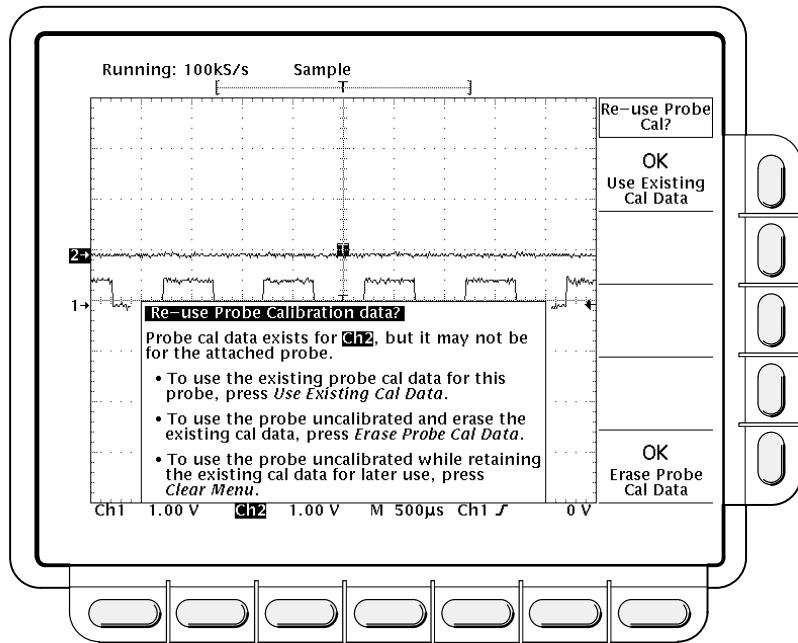 Running: 100kS/s Sample
T
Re-use Probe
Cal?
OK
Use Existing
Cal Data
T
2→
1→
Re-use Probe Calibration data?
Probe cal data exists for Ch2, but it may not be
for the attached probe.
• To use the existing probe cal data for this
probe, press Use Existing Cal Data.
• To use the probe uncalibrated and erase the
existing cal data, press Erase Probe Cal Data.
• To use the probe uncalibrated while retaining
the existing cal data for later use, press
Clear Menu.
OK
Erase Probe
Cal Data
Ch1 1.00 V Ch2 1.00 V M 500µs Ch1 0 V